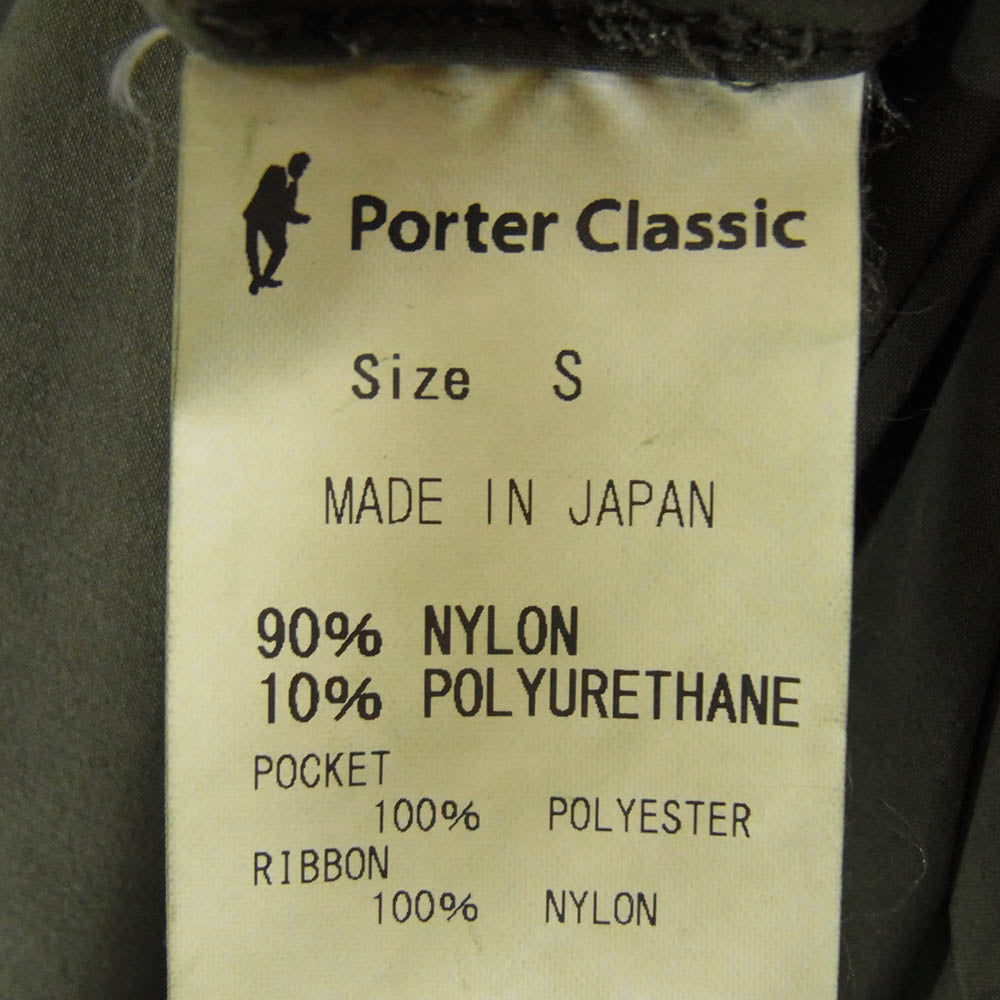 Porter Classic
Size S
MADE IN JAPAN
90% NYLON
10% POLYURETHANE
POCKET
100% POLYESTER
RIBBON
100% NYLON